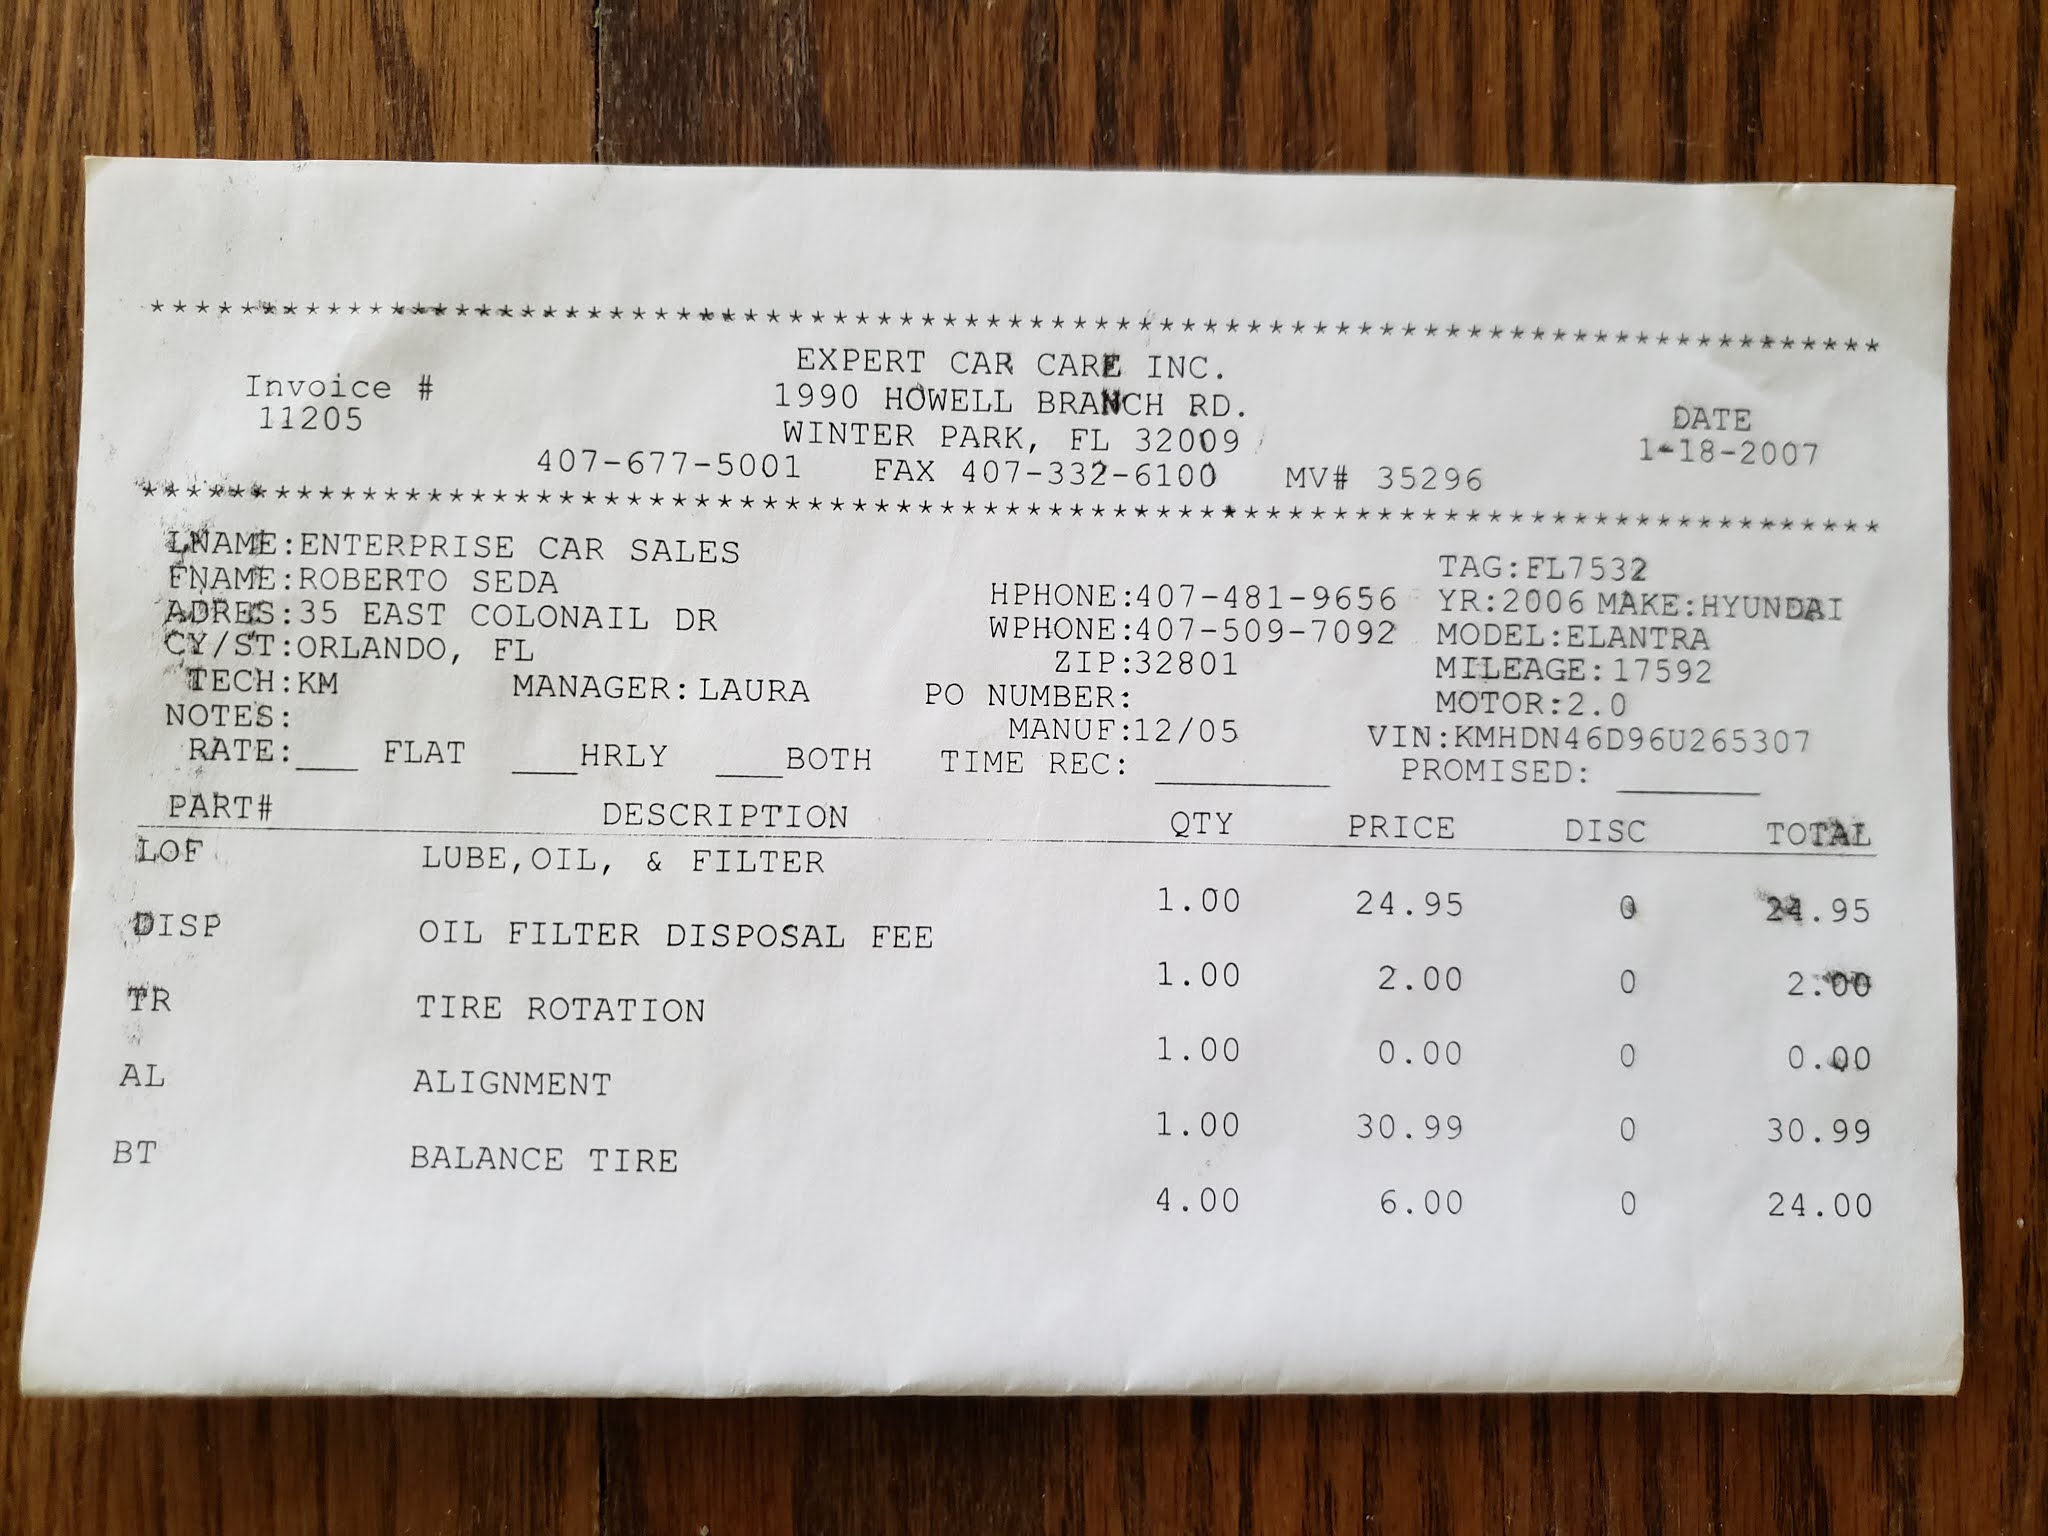 ********************************************************************************
EXPERT CAR CARE INC.
Invoice # 1990 HOWELL BRANCH RD.
11205 WINTER PARK, FL 32009 DATE
407-677-5001 FAX 407-332-6100 MV# 35296 1-18-2007
********************************************************************************
LNAME:ENTERPRISE CAR SALES TAG:FL7532
FNAME:ROBERTO SEDA HPHONE:407-481-9656 YR:2006 MAKE:HYUNDAI
ADRES:35 EAST COLONAIL DR WPHONE:407-509-7092 MODEL:ELANTRA
CY/ST:ORLANDO, FL ZIP:32801 MILEAGE:17592
TECH:KM MANAGER:LAURA PO NUMBER: MOTOR:2.0
NOTES: MANUF:12/05 VIN:KMHDN46D96U265307
RATE:___ FLAT ___HRLY ___BOTH TIME REC: ________ PROMISED: _______
PART# DESCRIPTION QTY PRICE DISC TOTAL
LOF LUBE,OIL, & FILTER
1.00 24.95 0 24.95
DISP OIL FILTER DISPOSAL FEE
1.00 2.00 0 2.00
TR TIRE ROTATION
1.00 0.00 0 0.00
AL ALIGNMENT
1.00 30.99 0 30.99
BT BALANCE TIRE
4.00 6.00 0 24.00